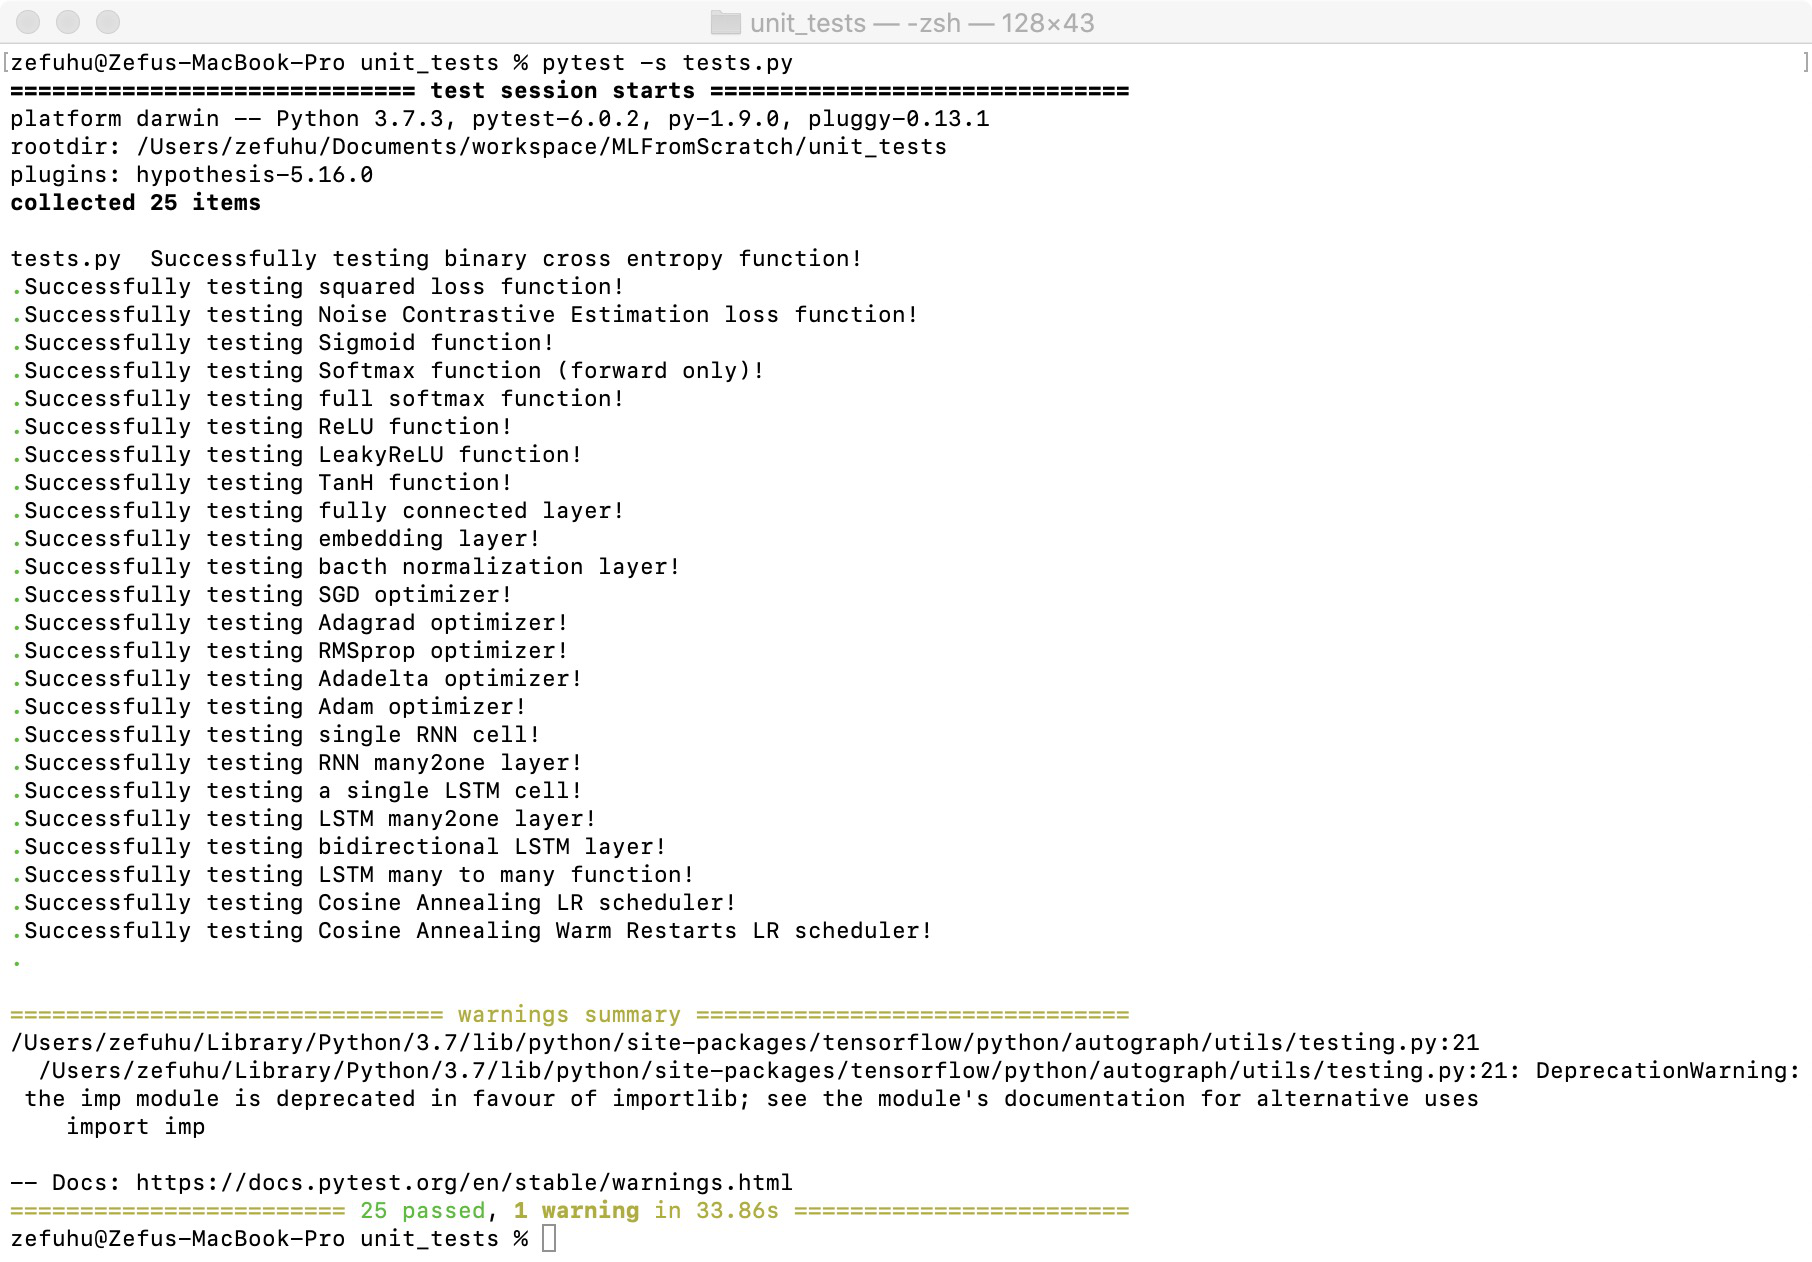 unit_tests — -zsh — 128×43
[zefuhu@Zefus-MacBook-Pro unit_tests % pytest -s tests.py ]
============================= test session starts ==============================
platform darwin -- Python 3.7.3, pytest-6.0.2, py-1.9.0, pluggy-0.13.1
rootdir: /Users/zefuhu/Documents/workspace/MLFromScratch/unit_tests
plugins: hypothesis-5.16.0
collected 25 items
tests.py  Successfully testing binary cross entropy function!
.Successfully testing squared loss function!
.Successfully testing Noise Contrastive Estimation loss function!
.Successfully testing Sigmoid function!
.Successfully testing Softmax function (forward only)!
.Successfully testing full softmax function!
.Successfully testing ReLU function!
.Successfully testing LeakyReLU function!
.Successfully testing TanH function!
.Successfully testing fully connected layer!
.Successfully testing embedding layer!
.Successfully testing bacth normalization layer!
.Successfully testing SGD optimizer!
.Successfully testing Adagrad optimizer!
.Successfully testing RMSprop optimizer!
.Successfully testing Adadelta optimizer!
.Successfully testing Adam optimizer!
.Successfully testing single RNN cell!
.Successfully testing RNN many2one layer!
.Successfully testing a single LSTM cell!
.Successfully testing LSTM many2one layer!
.Successfully testing bidirectional LSTM layer!
.Successfully testing LSTM many to many function!
.Successfully testing Cosine Annealing LR scheduler!
.Successfully testing Cosine Annealing Warm Restarts LR scheduler!
.
=============================== warnings summary ===============================
/Users/zefuhu/Library/Python/3.7/lib/python/site-packages/tensorflow/python/autograph/utils/testing.py:21
  /Users/zefuhu/Library/Python/3.7/lib/python/site-packages/tensorflow/python/autograph/utils/testing.py:21: DeprecationWarning:
 the imp module is deprecated in favour of importlib; see the module's documentation for alternative uses
    import imp
-- Docs: https://docs.pytest.org/en/stable/warnings.html
======================== 25 passed, 1 warning in 33.86s ========================
zefuhu@Zefus-MacBook-Pro unit_tests %